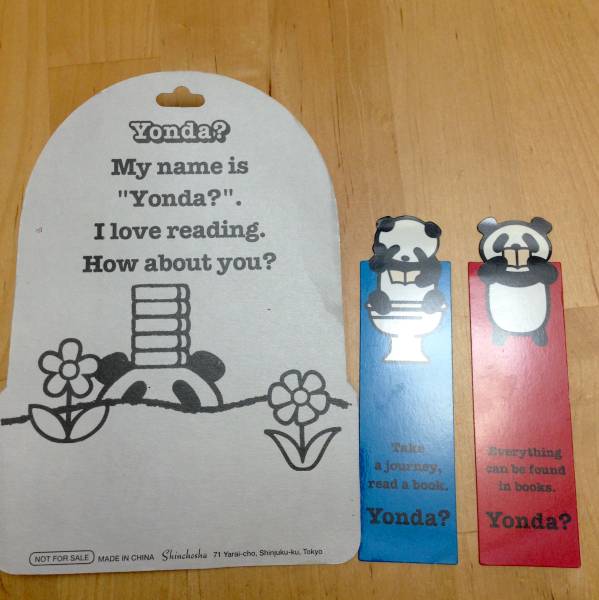 Yonda?
My name is
"Yonda?".
I love reading.
How about you?
NOT FOR SALE MADE IN CHINA Shinchosha 71 Yarai-cho, Shinjuku-ku, Tokyo
Take
a journey,
read a book.
Yonda?
Everything
can be found
in books.
Yonda?